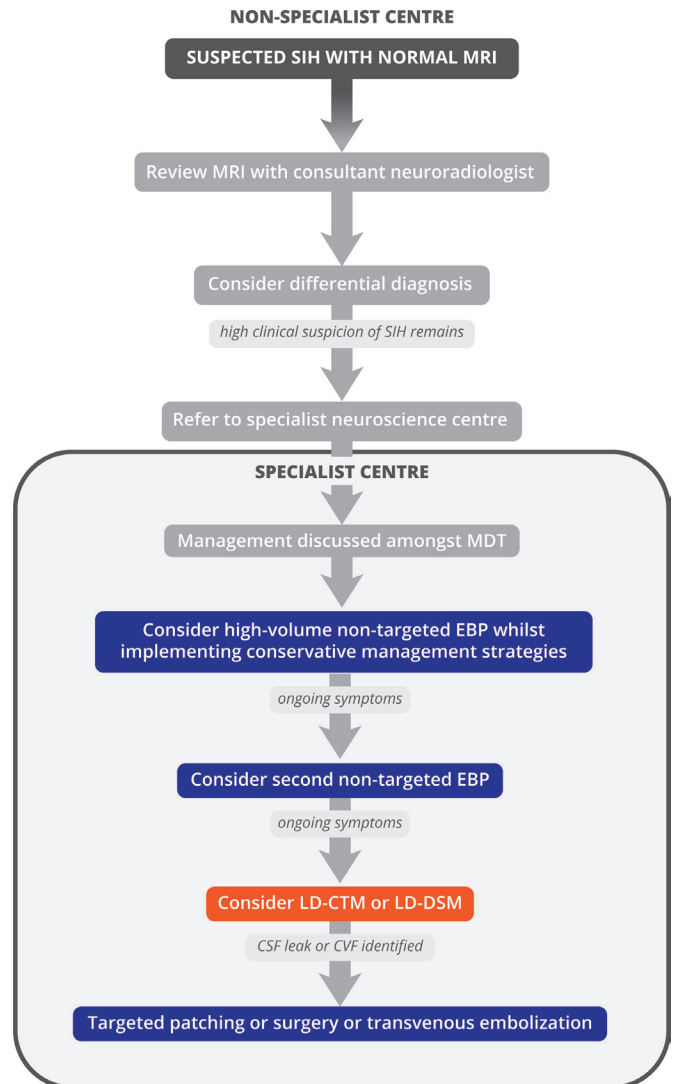 NON-SPECIALIST CENTRE
SUSPECTED SIH WITH NORMAL MRI
Review MRI with consultant neuroradiologist
Consider differential diagnosis
high clinical suspicion of SIH remains
Refer to specialist neuroscience centre
SPECIALIST CENTRE
Management discussed amongst MDT
Consider high-volume non-targeted EBP whilst
implementing conservative management strategies
ongoing symptoms
Consider second non-targeted EBP
ongoing symptoms
Consider LD-CTM or LD-DSM
CSF leak or CVF identified
Targeted patching or surgery or transvenous embolization